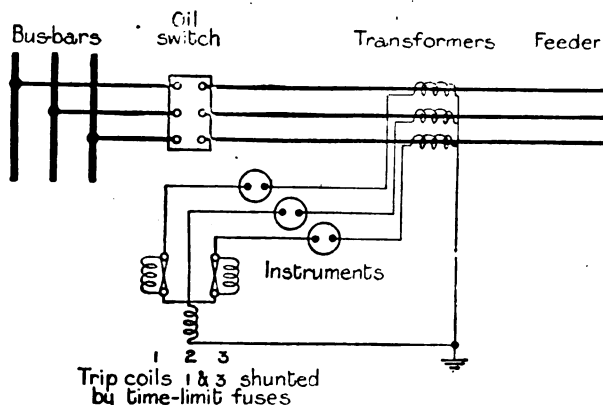 Oil
Bus-bars switch Transformers Feeder
Instruments
1 2 3
Trip coils 1 & 3 shunted
by time-limit fuses